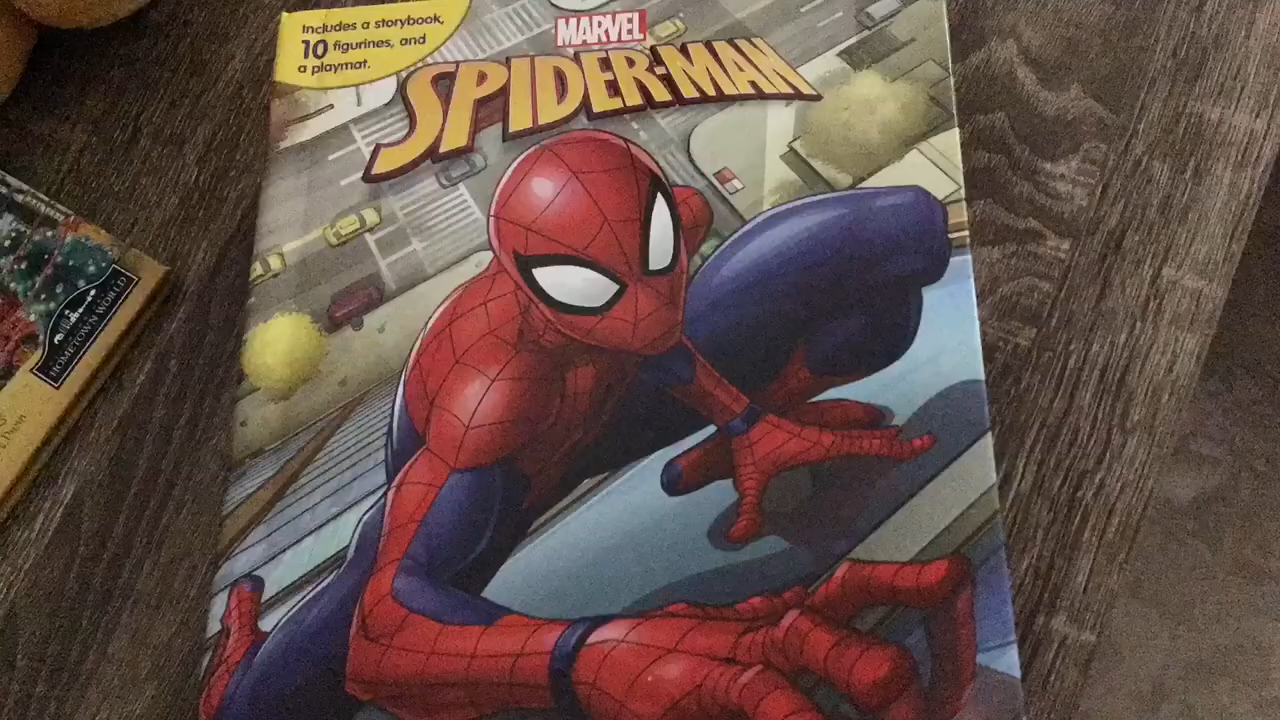 Includes a storybook,
10 figurines, and
a playmat.
MARVEL
SPIDER-MAN
HOMETOWN WORLD